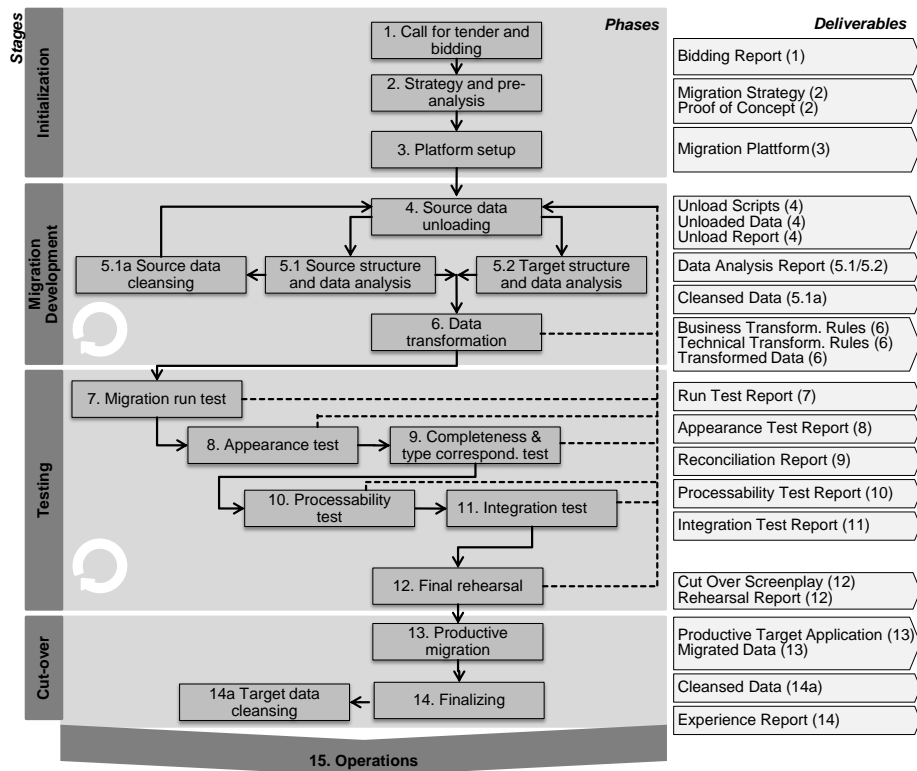 Stages
Phases
Deliverables
Initialization
1. Call for tender and
bidding
2. Strategy and pre-
analysis
3. Platform setup
Bidding Report (1)
Migration Strategy (2)
Proof of Concept (2)
Migration Plattform (3)
Migration
Development
4. Source data
unloading
5.1a Source data
cleansing
5.1 Source structure
and data analysis
5.2 Target structure
and data analysis
6. Data
transformation
Unload Scripts (4)
Unloaded Data (4)
Unload Report (4)
Data Analysis Report (5.1/5.2)
Cleansed Data (5.1a)
Business Transform. Rules (6)
Technical Transform. Rules (6)
Transformed Data (6)
Testing
7. Migration run test
8. Appearance test
9. Completeness &
type correspond. test
10. Processability
test
11. Integration test
12. Final rehearsal
Run Test Report (7)
Appearance Test Report (8)
Reconciliation Report (9)
Processability Test Report (10)
Integration Test Report (11)
Cut Over Screenplay (12)
Rehearsal Report (12)
Cut-over
13. Productive
migration
14a Target data
cleansing
14. Finalizing
Productive Target Application (13)
Migrated Data (13)
Cleansed Data (14a)
Experience Report (14)
15. Operations